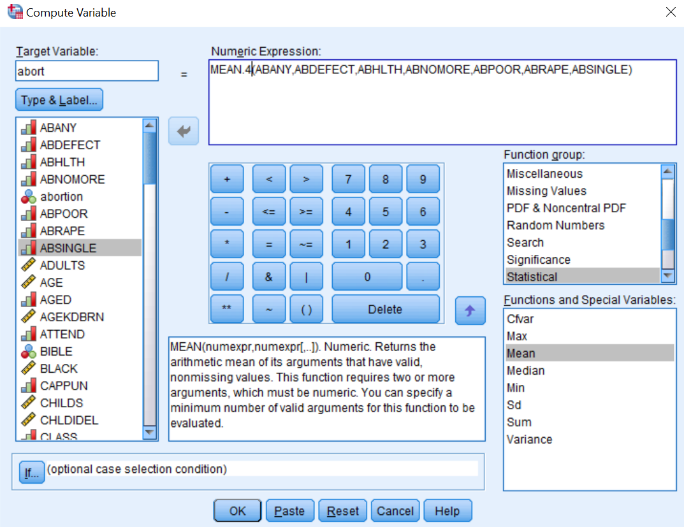 Compute Variable
Target Variable:
abort
=
Numeric Expression:
MEAN.4(ABANY,ABDEFECT,ABHLTH,ABNOMORE,ABPOOR,ABRAPE,ABSINGLE)
Type & Label...
ABANY
ABDEFECT
ABHLTH
ABNOMORE
abortion
ABPOOR
ABRAPE
ABSINGLE
ADULTS
AGE
AGED
AGEKDBRN
ATTEND
BIBLE
BLACK
CAPPUN
CHILDS
CHLDIDEL
CLASS
+ < > 7 8 9
- <= >= 4 5 6
* = ~= 1 2 3
/ & | 0 .
** ~ ( ) Delete
Function group:
Miscellaneous
Missing Values
PDF & Noncentral PDF
Random Numbers
Search
Significance
Statistical
Functions and Special Variables:
Cfvar
Max
Mean
Median
Min
Sd
Sum
Variance
MEAN(numexpr,numexpr[,..]). Numeric. Returns the
arithmetic mean of its arguments that have valid,
nonmissing values. This function requires two or more
arguments, which must be numeric. You can specify a
minimum number of valid arguments for this function to be
evaluated.
If... (optional case selection condition)
OK Paste Reset Cancel Help